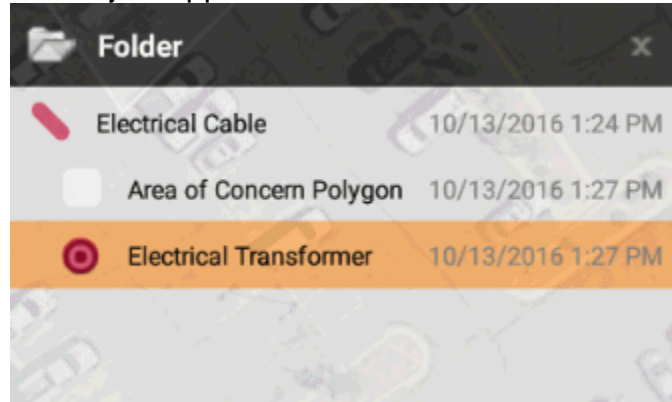 Folder x
Electrical Cable 10/13/2016 1:24 PM
Area of Concern Polygon 10/13/2016 1:27 PM
Electrical Transformer 10/13/2016 1:27 PM